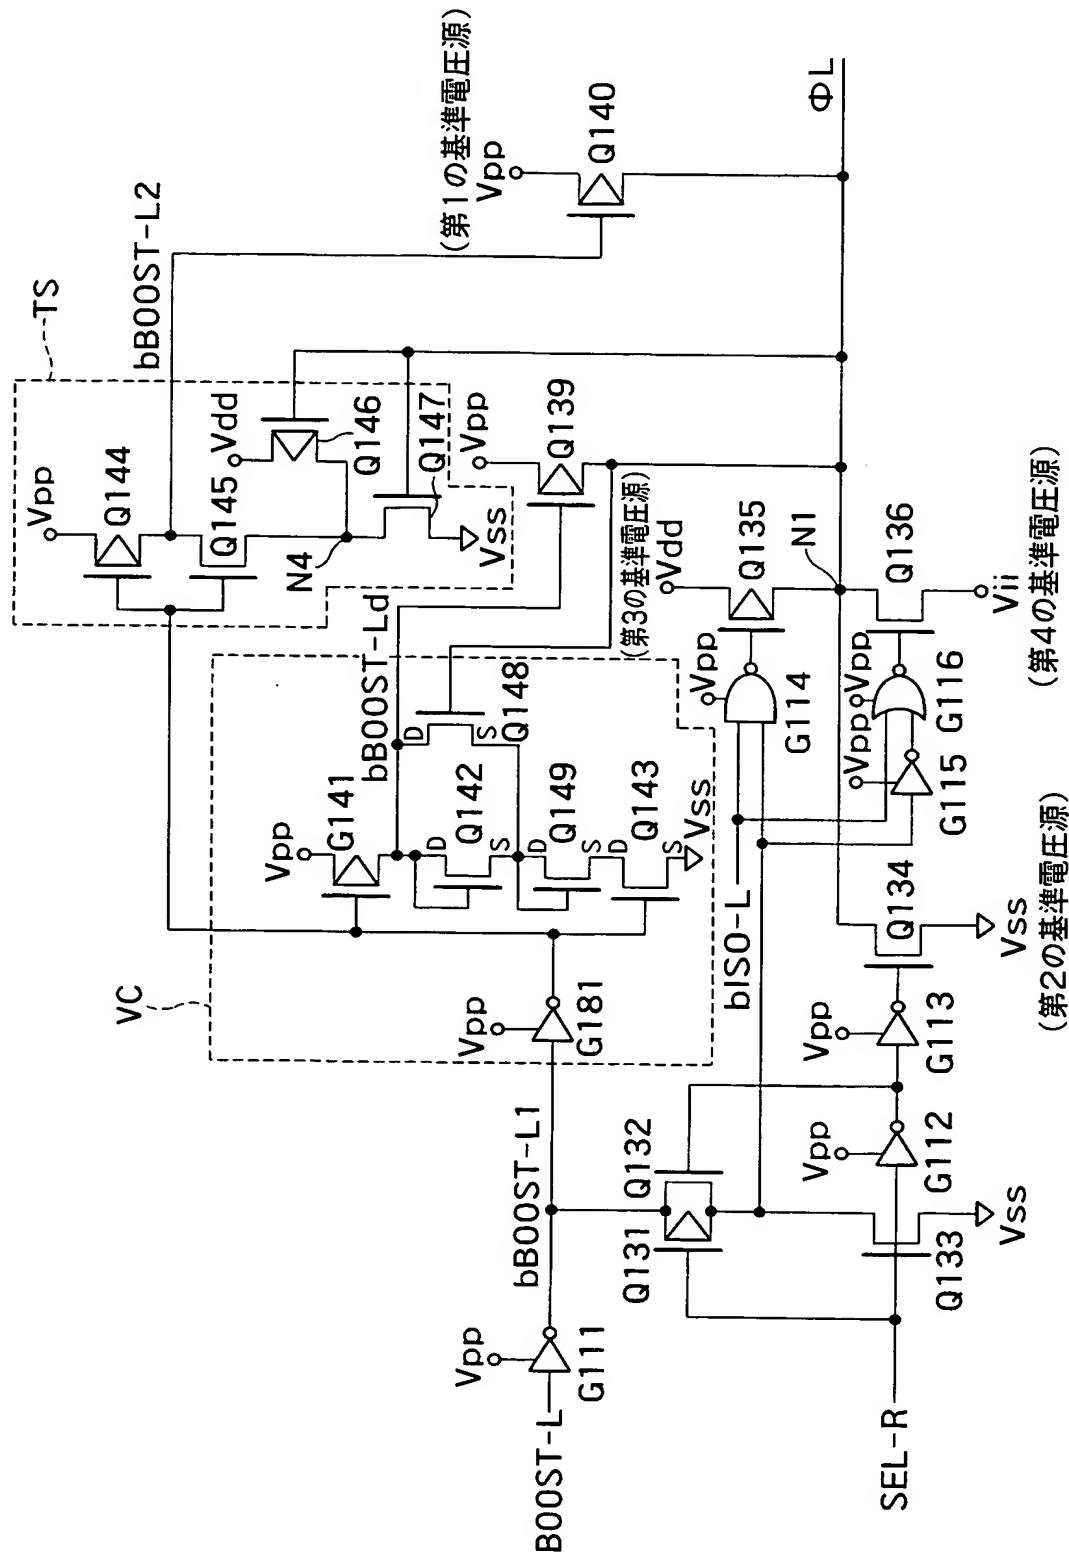 TS
bBOOST-L2
Vpp
Q144
Q145
Vdd
Q146
Q147
N4
Vss
(第1の基準電圧源)
Vpp
Q140
ΦL
VC
Vpp
G141
bBOOST-Ld
D
S
Q148
D
S
Q142
D
S
Q149
D
S
Q143
Vss
Vpp
G181
Vpp
Q139
(第3の基準電圧源)
Vdd
Q135
N1
Vpp
G114
bISO-L
Vpp
G115
Vpp
G116
Q136
Vii
(第4の基準電圧源)
Q134
Vss
(第2の基準電圧源)
Vpp
G113
Vpp
G112
bBOOST-L1
Q131
Q132
Q133
Vss
Vpp
G111
BOOST-L
SEL-R